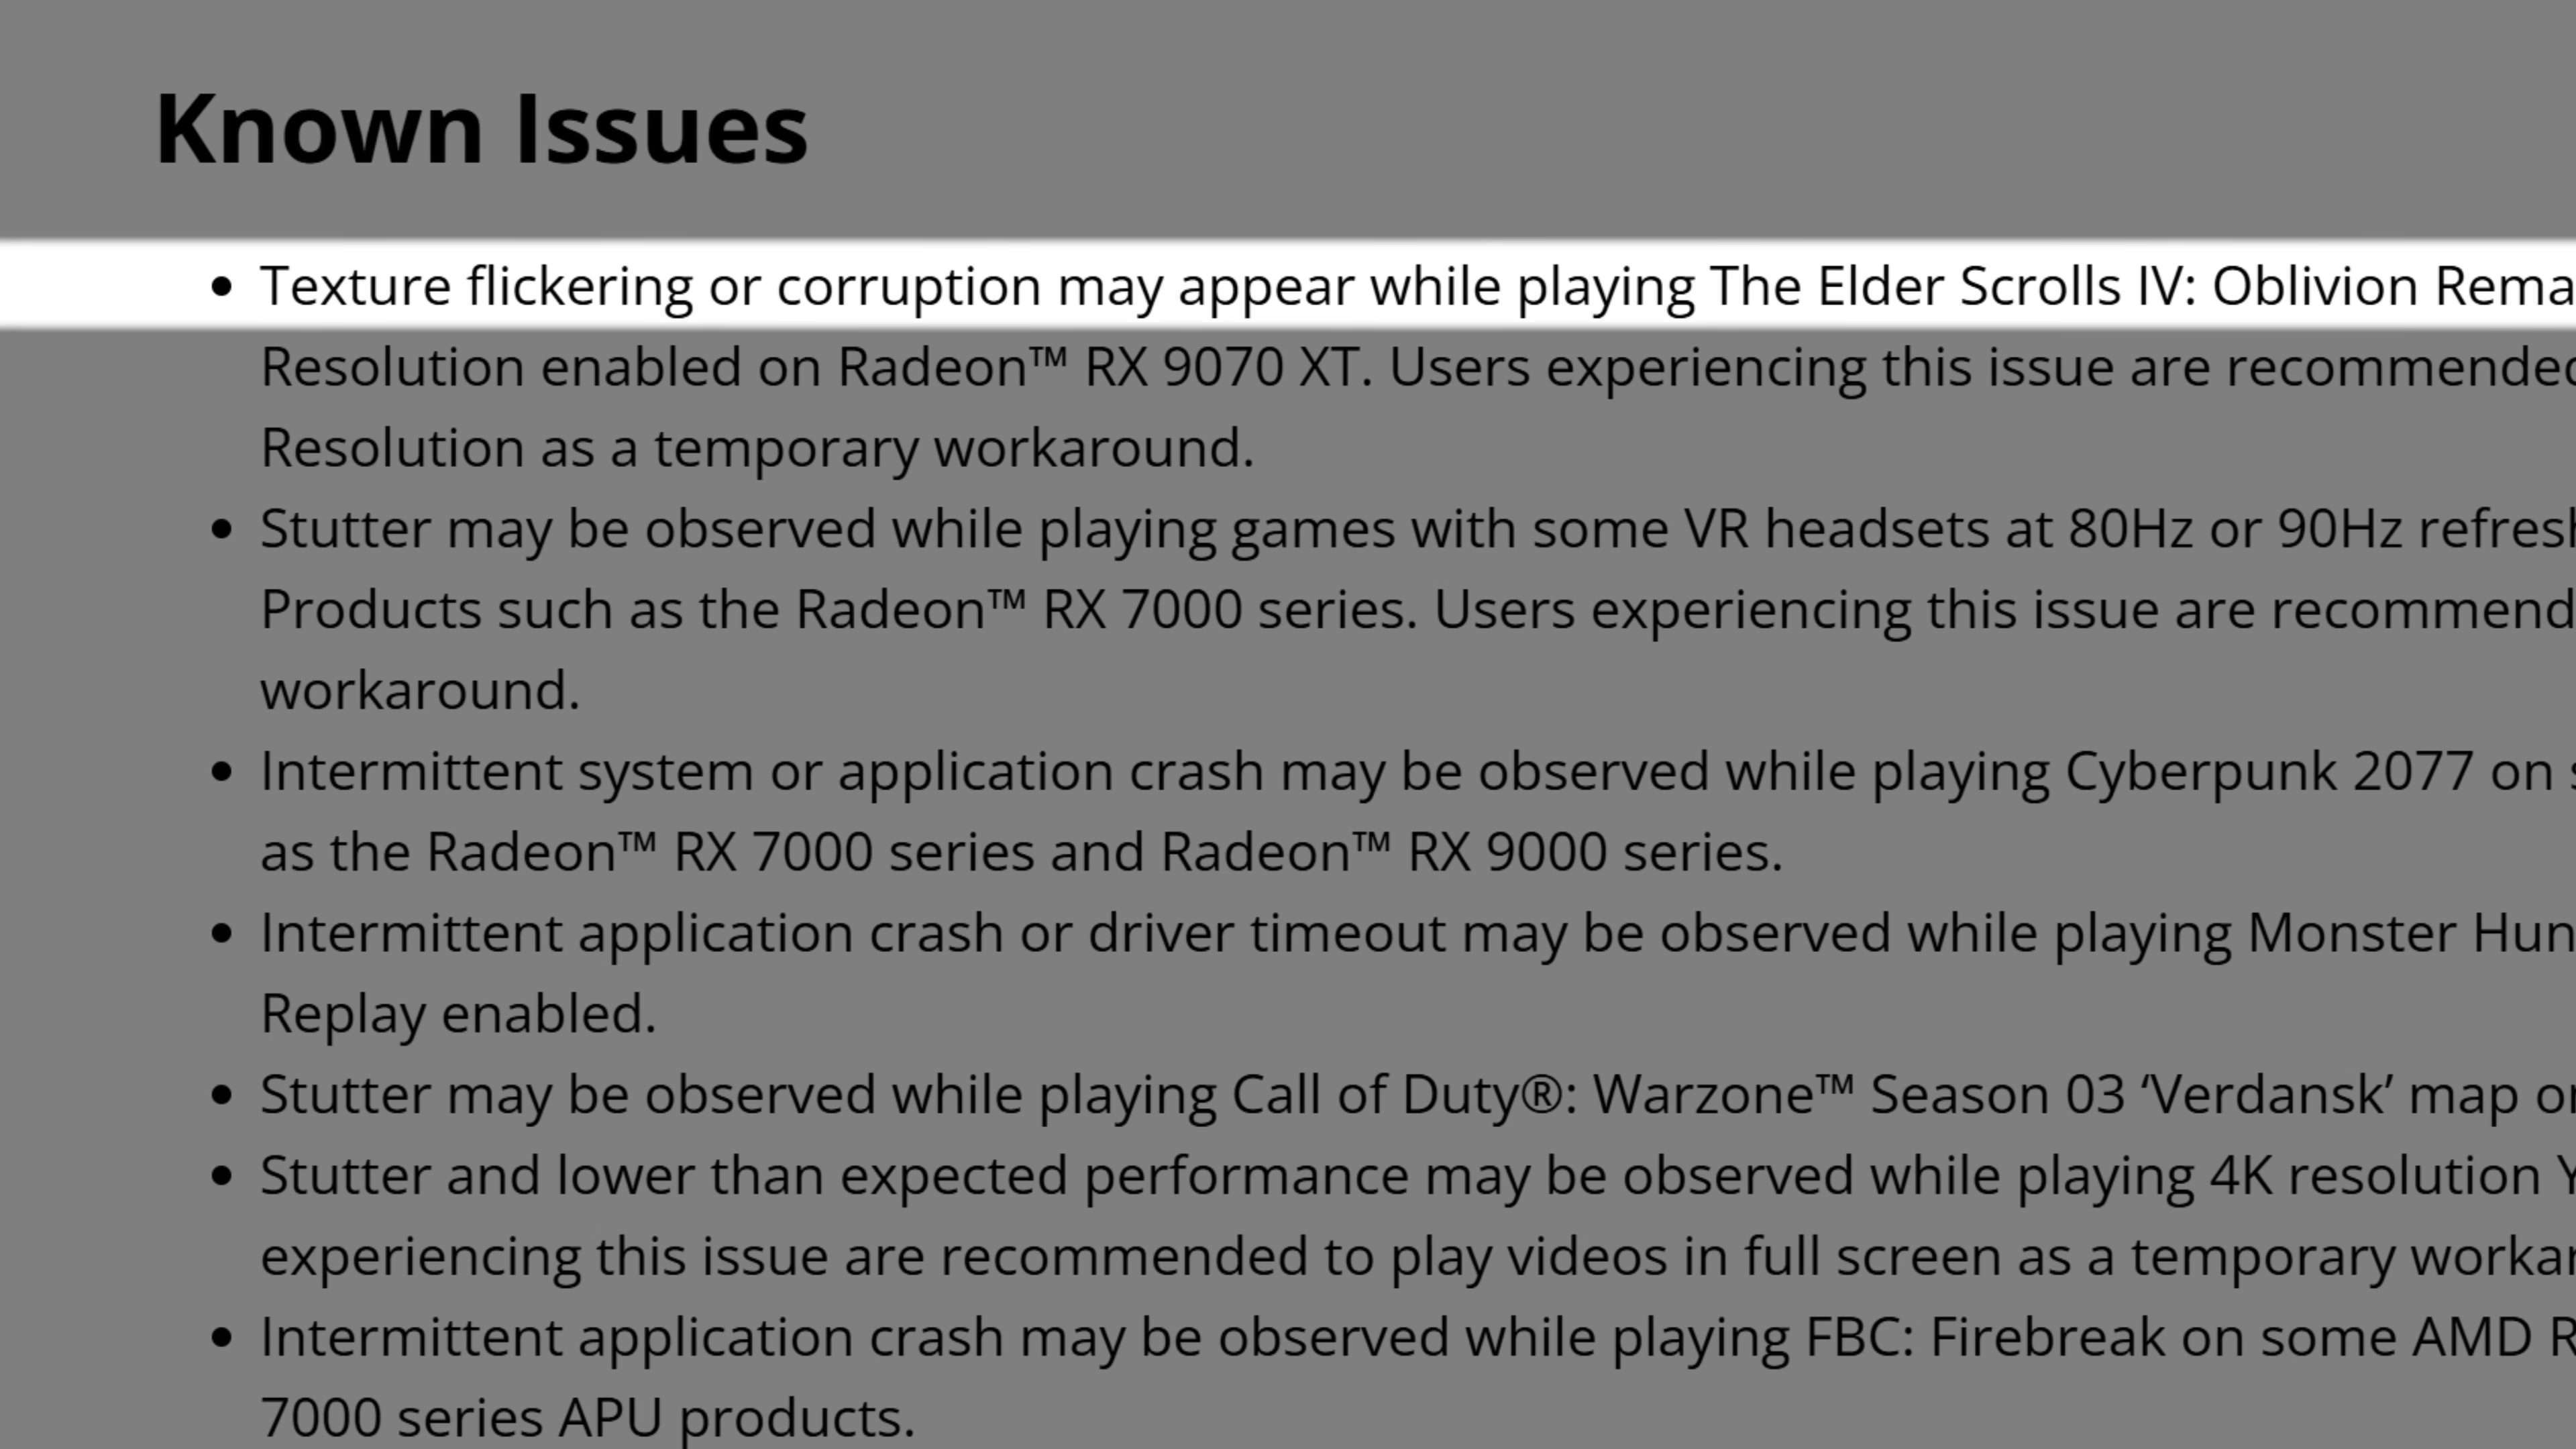 Known Issues
• Texture flickering or corruption may appear while playing The Elder Scrolls IV: Oblivion
Resolution enabled on Radeon™ RX 9070 XT. Users experiencing this issue are recommended
Resolution as a temporary workaround.
• Stutter may be observed while playing games with some VR headsets at 80Hz or 90Hz
Products such as the Radeon™ RX 7000 series. Users experiencing this issue are
workaround.
• Intermittent system or application crash may be observed while playing Cyberpunk 2077 on
as the Radeon™ RX 7000 series and Radeon™ RX 9000 series.
• Intermittent application crash or driver timeout may be observed while playing Monster
Replay enabled.
• Stutter may be observed while playing Call of Duty®: Warzone™ Season 03 ‘Verdansk’ map
• Stutter and lower than expected performance may be observed while playing 4K resolution
experiencing this issue are recommended to play videos in full screen as a temporary
• Intermittent application crash may be observed while playing FBC: Firebreak on some AMD
7000 series APU products.